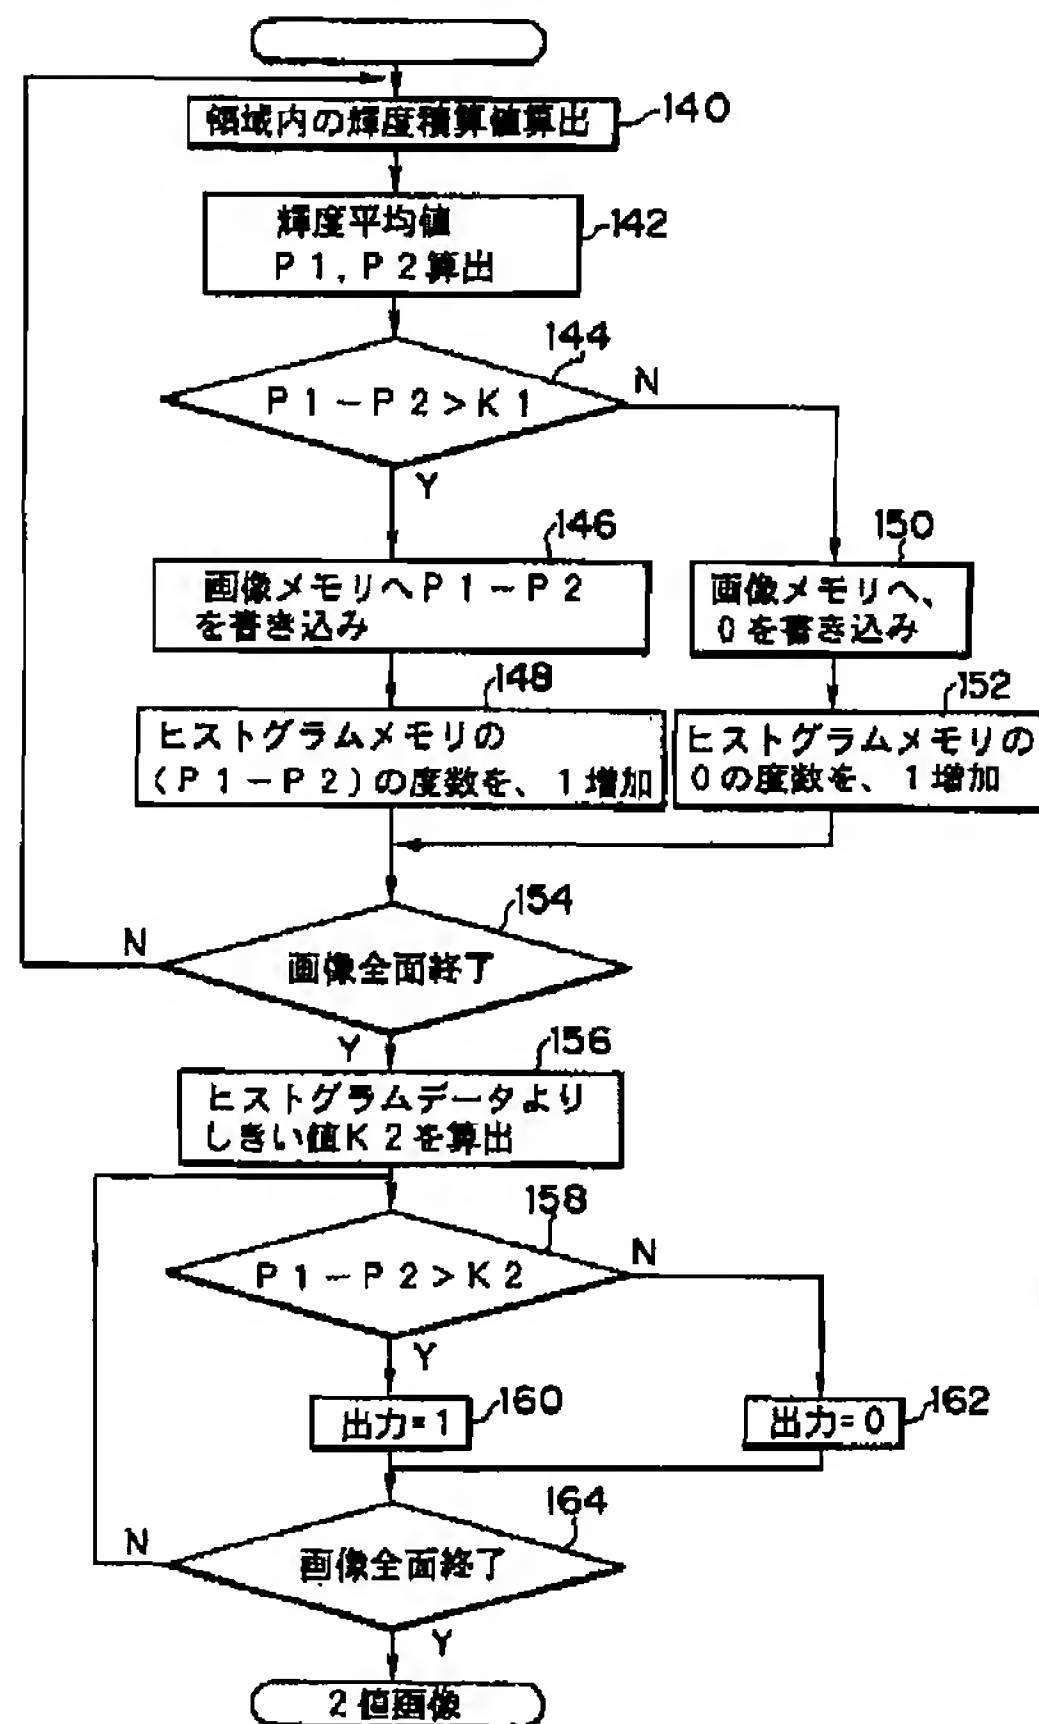 領域内の輝度積算値算出
140
輝度平均値
P1, P2算出
142
144
P1-P2>K1
N
Y
146
画像メモリへP1-P2
を書き込み
150
画像メモリへ、
0を書き込み
148
ヒストグラムメモリの
(P1-P2)の度数を、1増加
152
ヒストグラムメモリの
0の度数を、1増加
154
N
画像全面終了
Y
156
ヒストグラムデータより
しきい値K2を算出
158
P1-P2>K2
N
Y
出力=1
160
出力=0
162
164
N
画像全面終了
Y
2値画像